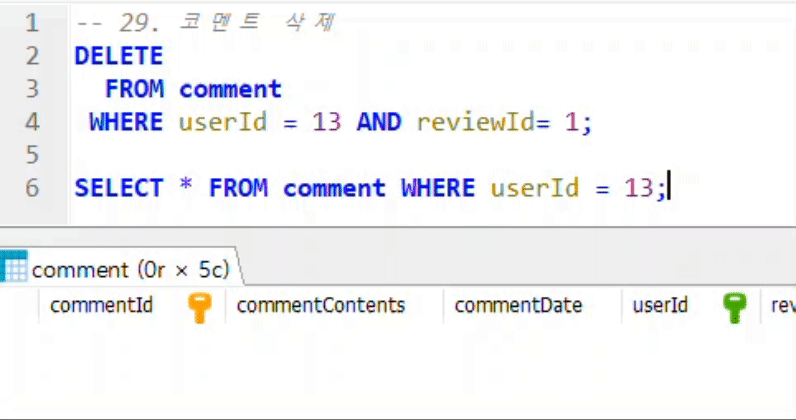 1 -- 29. 코멘트 삭제
2 DELETE
3 FROM comment
4 WHERE userId = 13 AND reviewId= 1;
5
6 SELECT * FROM comment WHERE userId = 13;
comment (0r × 5c)
commentId commentContents commentDate userId rev